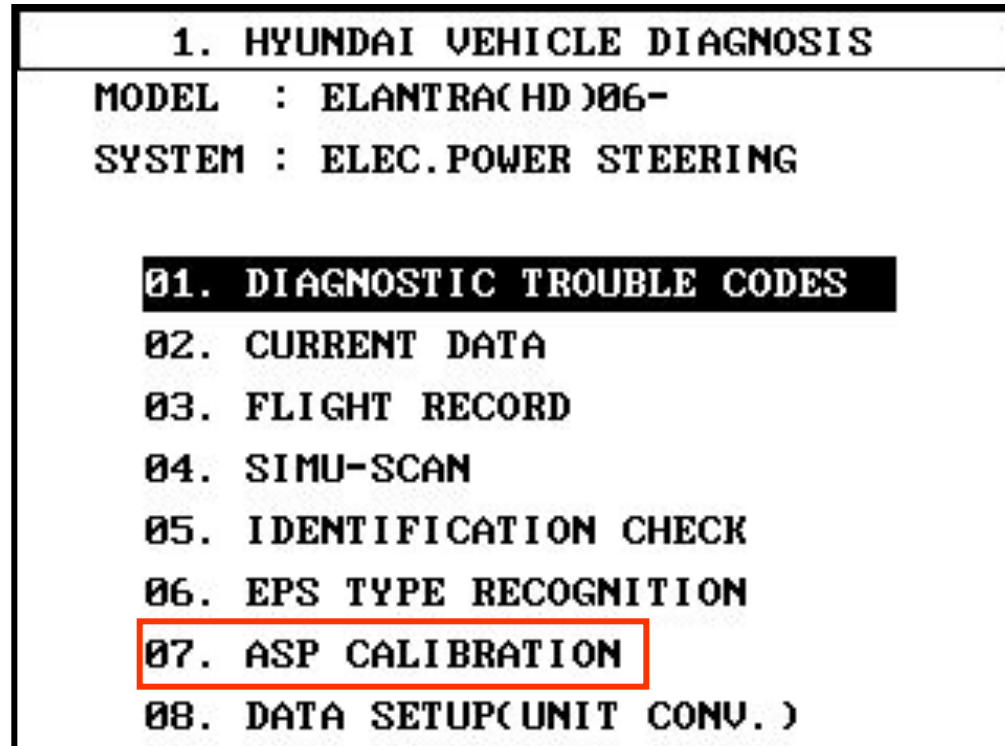 1. HYUNDAI VEHICLE DIAGNOSIS
MODEL : ELANTRA(HD)06-
SYSTEM : ELEC.POWER STEERING
01. DIAGNOSTIC TROUBLE CODES
02. CURRENT DATA
03. FLIGHT RECORD
04. SIMU-SCAN
05. IDENTIFICATION CHECK
06. EPS TYPE RECOGNITION
07. ASP CALIBRATION
08. DATA SETUP(UNIT CONV.)